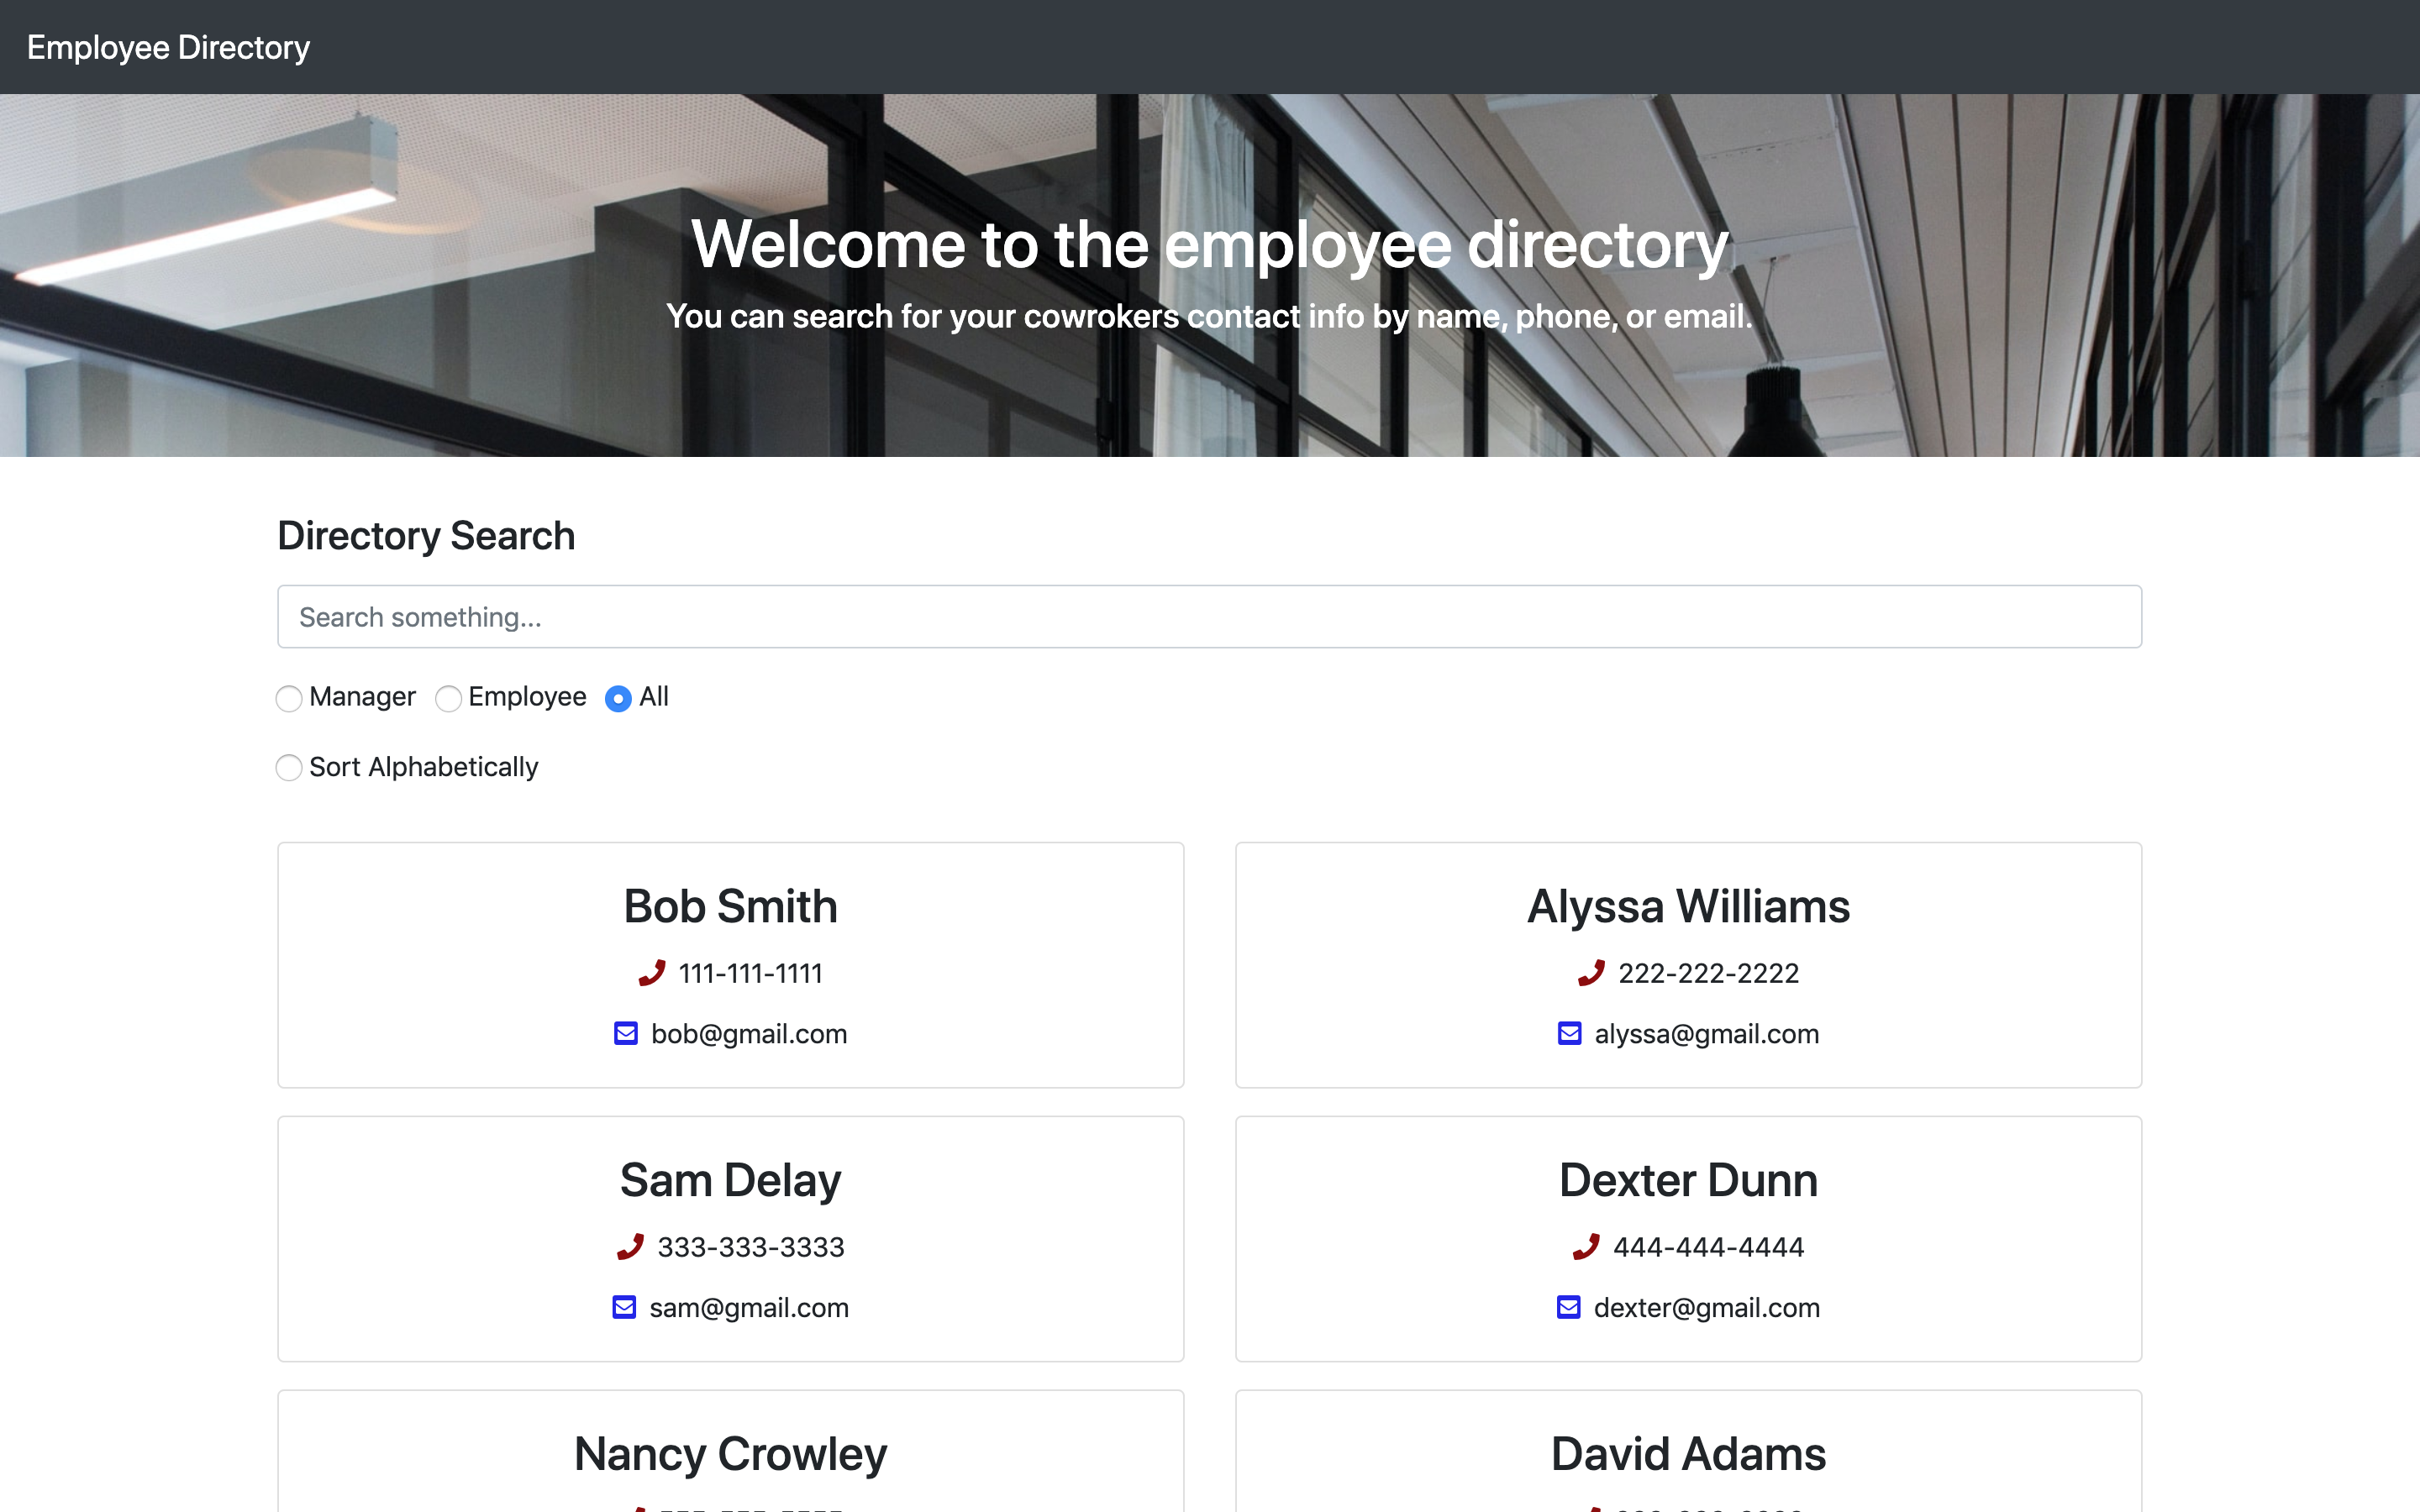 Employee Directory
Welcome to the employee directory
You can search for your cowrokers contact info by name, phone, or email.
Directory Search
Search something...
Manager Employee All
Sort Alphabetically
Bob Smith
111-111-1111
bob@gmail.com
Alyssa Williams
222-222-2222
alyssa@gmail.com
Sam Delay
333-333-3333
sam@gmail.com
Dexter Dunn
444-444-4444
dexter@gmail.com
Nancy Crowley
David Adams